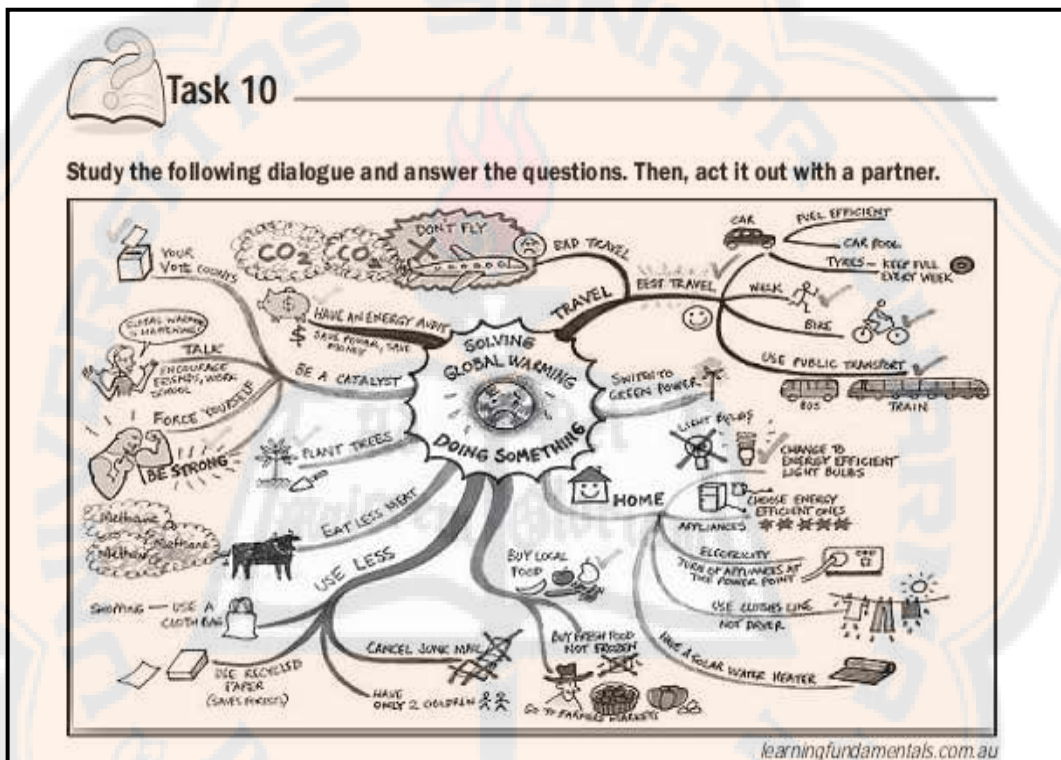 Task 10
Study the following dialogue and answer the questions. Then, act it out with a partner.
SOLVING
GLOBAL WARMING
DOING SOMETHING
TRAVEL
BAD TRAVEL
DON'T FLY
CO2
CO2
BEST TRAVEL
CAR
FUEL EFFICIENT
CAR POOL
TYRES – KEEP FULL
EVERY WEEK
WALK
BIKE
USE PUBLIC TRANSPORT
BUS
TRAIN
SWITCH TO
GREEN POWER
HOME
LIGHT BULBS
CHANGE TO
ENERGY EFFICIENT
LIGHT BULBS
APPLIANCES
CHOOSE ENERGY
EFFICIENT ONES
ELECTRICITY
TURN OFF APPLIANCES AT
THE POWER POINT
USE CLOTHES LINE
NOT DRYER
HAVE A SOLAR WATER HEATER
BUY LOCAL
FOOD
BUY FRESH FOOD
NOT FROZEN
GO TO FARMERS MARKETS
USE LESS
CANCEL JUNK MAIL
HAVE
ONLY 2 CHILDREN
USE RECYCLED
PAPER
(SAVES FORESTS)
SHOPPING — USE A
CLOTH BAG
EAT LESS MEAT
Methane
Methane
Methane
PLANT TREES
BE A CATALYST
YOUR
VOTE COUNTS
TALK
ENCOURAGE
FRIENDS, WORK
SCHOOL
GLOBAL WARMING
IS HAPPENING!
FORCE YOURSELF
BE STRONG
HAVE AN ENERGY AUDIT
SAVE POWER, SAVE
MONEY
learningfundamentals.com.au